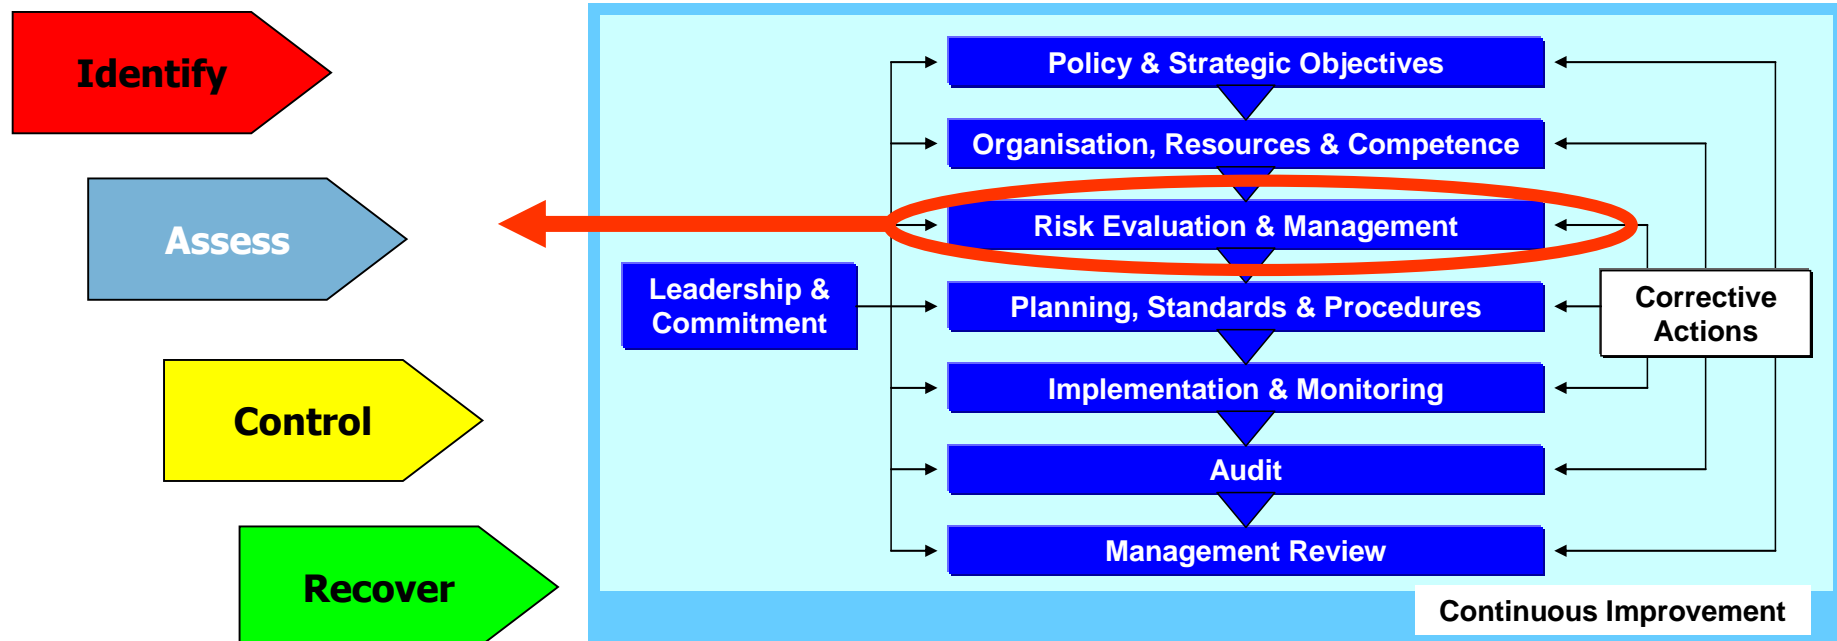 Identify
Assess
Control
Recover
Policy & Strategic Objectives
Organisation, Resources & Competence
Risk Evaluation & Management
Leadership &
Commitment
Planning, Standards & Procedures
Corrective
Actions
Implementation & Monitoring
Audit
Management Review
Continuous Improvement